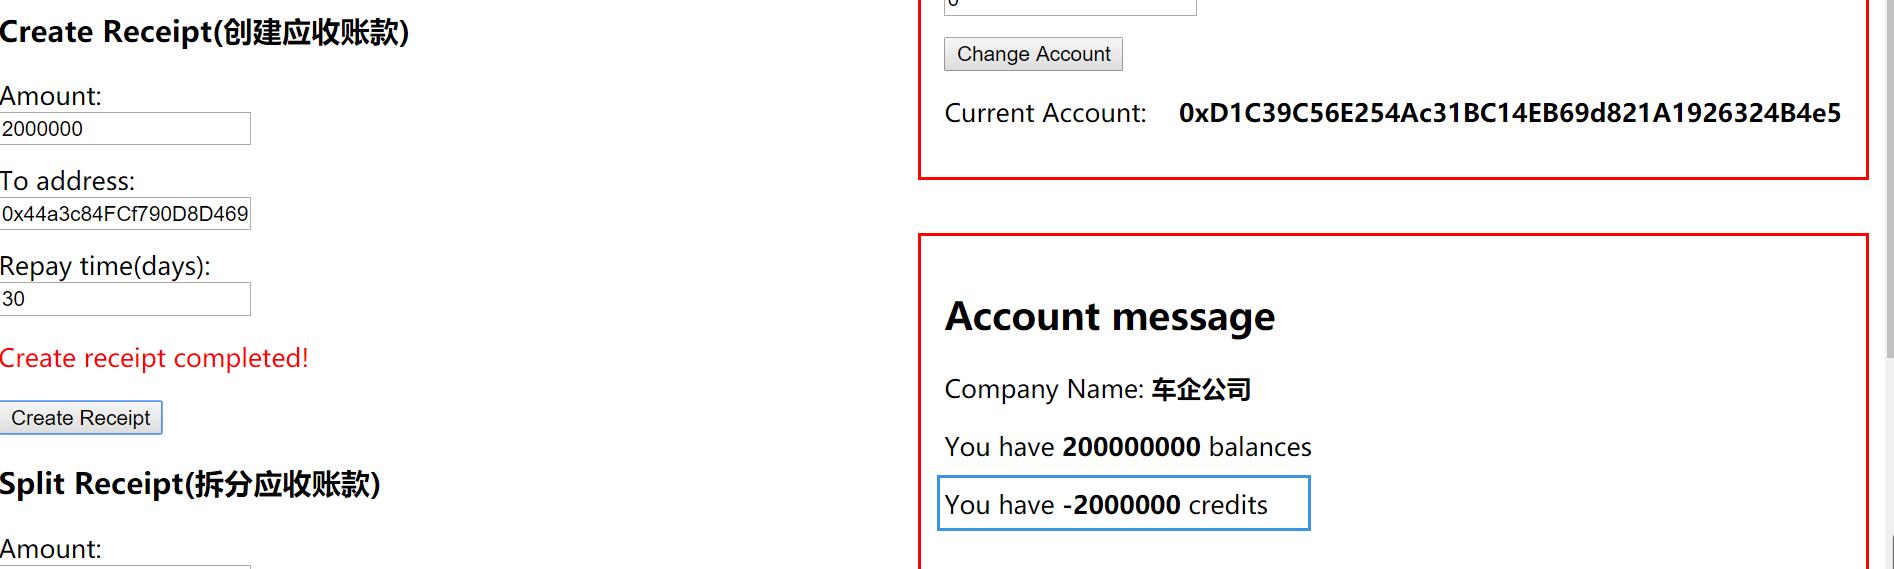 Create Receipt(创建应收账款)
Amount:
2000000
To address:
0x44a3c84FCf790D8D469
Repay time(days):
30
Create receipt completed!
Create Receipt
Split Receipt(拆分应收账款)
Amount:
0
Change Account
Current Account: 0xD1C39C56E254Ac31BC14EB69d821A1926324B4e5
Account message
Company Name: 车企公司
You have 200000000 balances
You have -2000000 credits